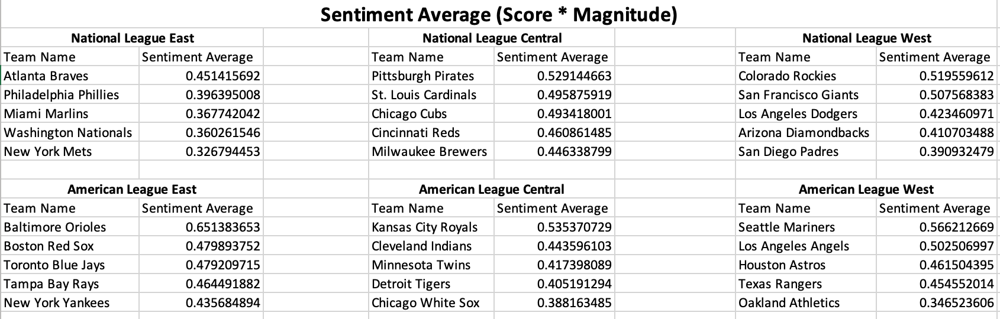 Sentiment Average (Score * Magnitude)
National League East National League Central National League West
Team Name Sentiment Average Team Name Sentiment Average Team Name Sentiment Average
Atlanta Braves 0.451415692 Pittsburgh Pirates 0.529144663 Colorado Rockies 0.519559612
Philadelphia Phillies 0.396395008 St. Louis Cardinals 0.495875919 San Francisco Giants 0.507568383
Miami Marlins 0.367742042 Chicago Cubs 0.493418001 Los Angeles Dodgers 0.423460971
Washington Nationals 0.360261546 Cincinnati Reds 0.460861485 Arizona Diamondbacks 0.410703488
New York Mets 0.326794453 Milwaukee Brewers 0.446338799 San Diego Padres 0.390932479
American League East American League Central American League West
Team Name Sentiment Average Team Name Sentiment Average Team Name Sentiment Average
Baltimore Orioles 0.651383653 Kansas City Royals 0.535370729 Seattle Mariners 0.566212669
Boston Red Sox 0.479893752 Cleveland Indians 0.443596103 Los Angeles Angels 0.502506997
Toronto Blue Jays 0.479209715 Minnesota Twins 0.417398089 Houston Astros 0.461504395
Tampa Bay Rays 0.464491882 Detroit Tigers 0.405191294 Texas Rangers 0.454552014
New York Yankees 0.435684894 Chicago White Sox 0.388163485 Oakland Athletics 0.346523606